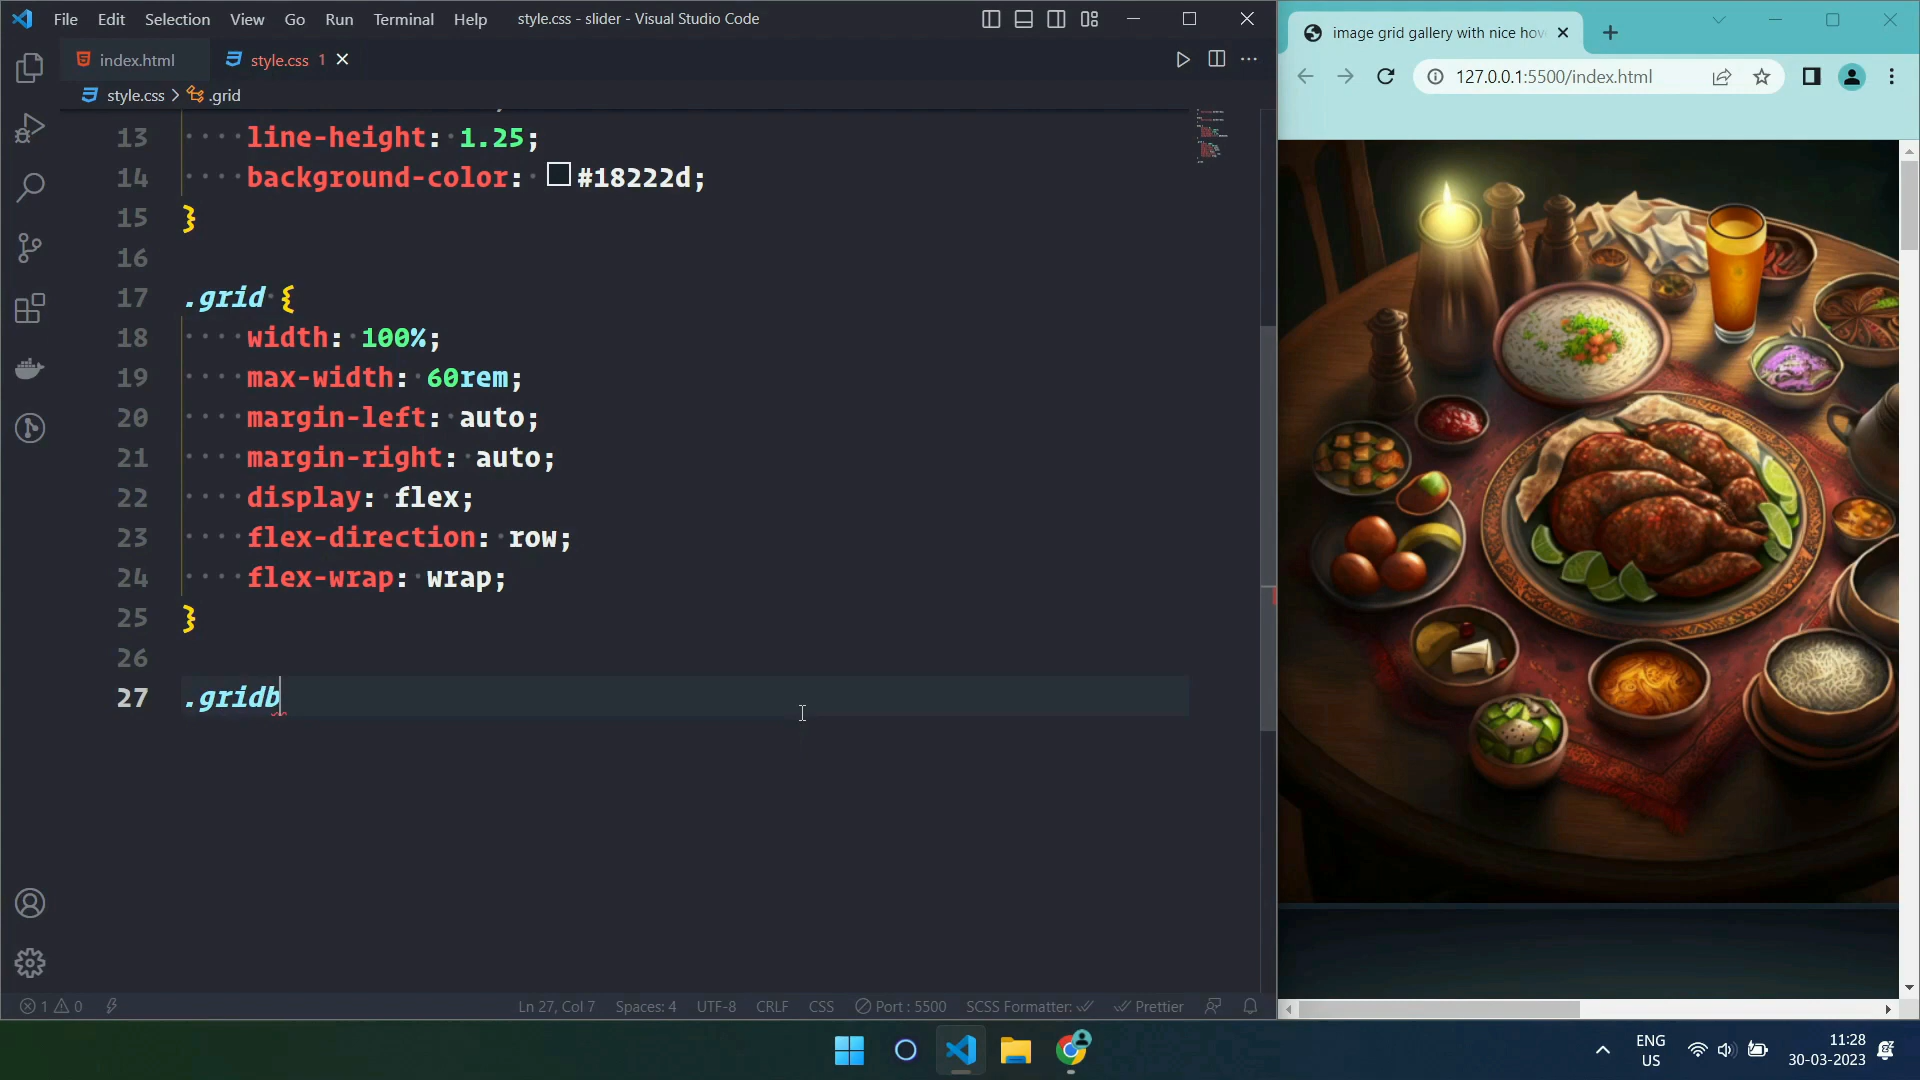 File Edit Selection View Go Run Terminal Help style.css - slider - Visual Studio Code
index.html style.css 1
style.css > .grid
13 line-height: 1.25;
14 background-color: #18222d;
15 }
16
17 .grid {
18 width: 100%;
19 max-width: 60rem;
20 margin-left: auto;
21 margin-right: auto;
22 display: flex;
23 flex-direction: row;
24 flex-wrap: wrap;
25 }
26
27 .gridb
1 0 Ln 27, Col 7 Spaces: 4 UTF-8 CRLF CSS Port : 5500 SCSS Formatter: Prettier
image grid gallery with nice hov
127.0.0.1:5500/index.html
ENG
US
11:28
30-03-2023